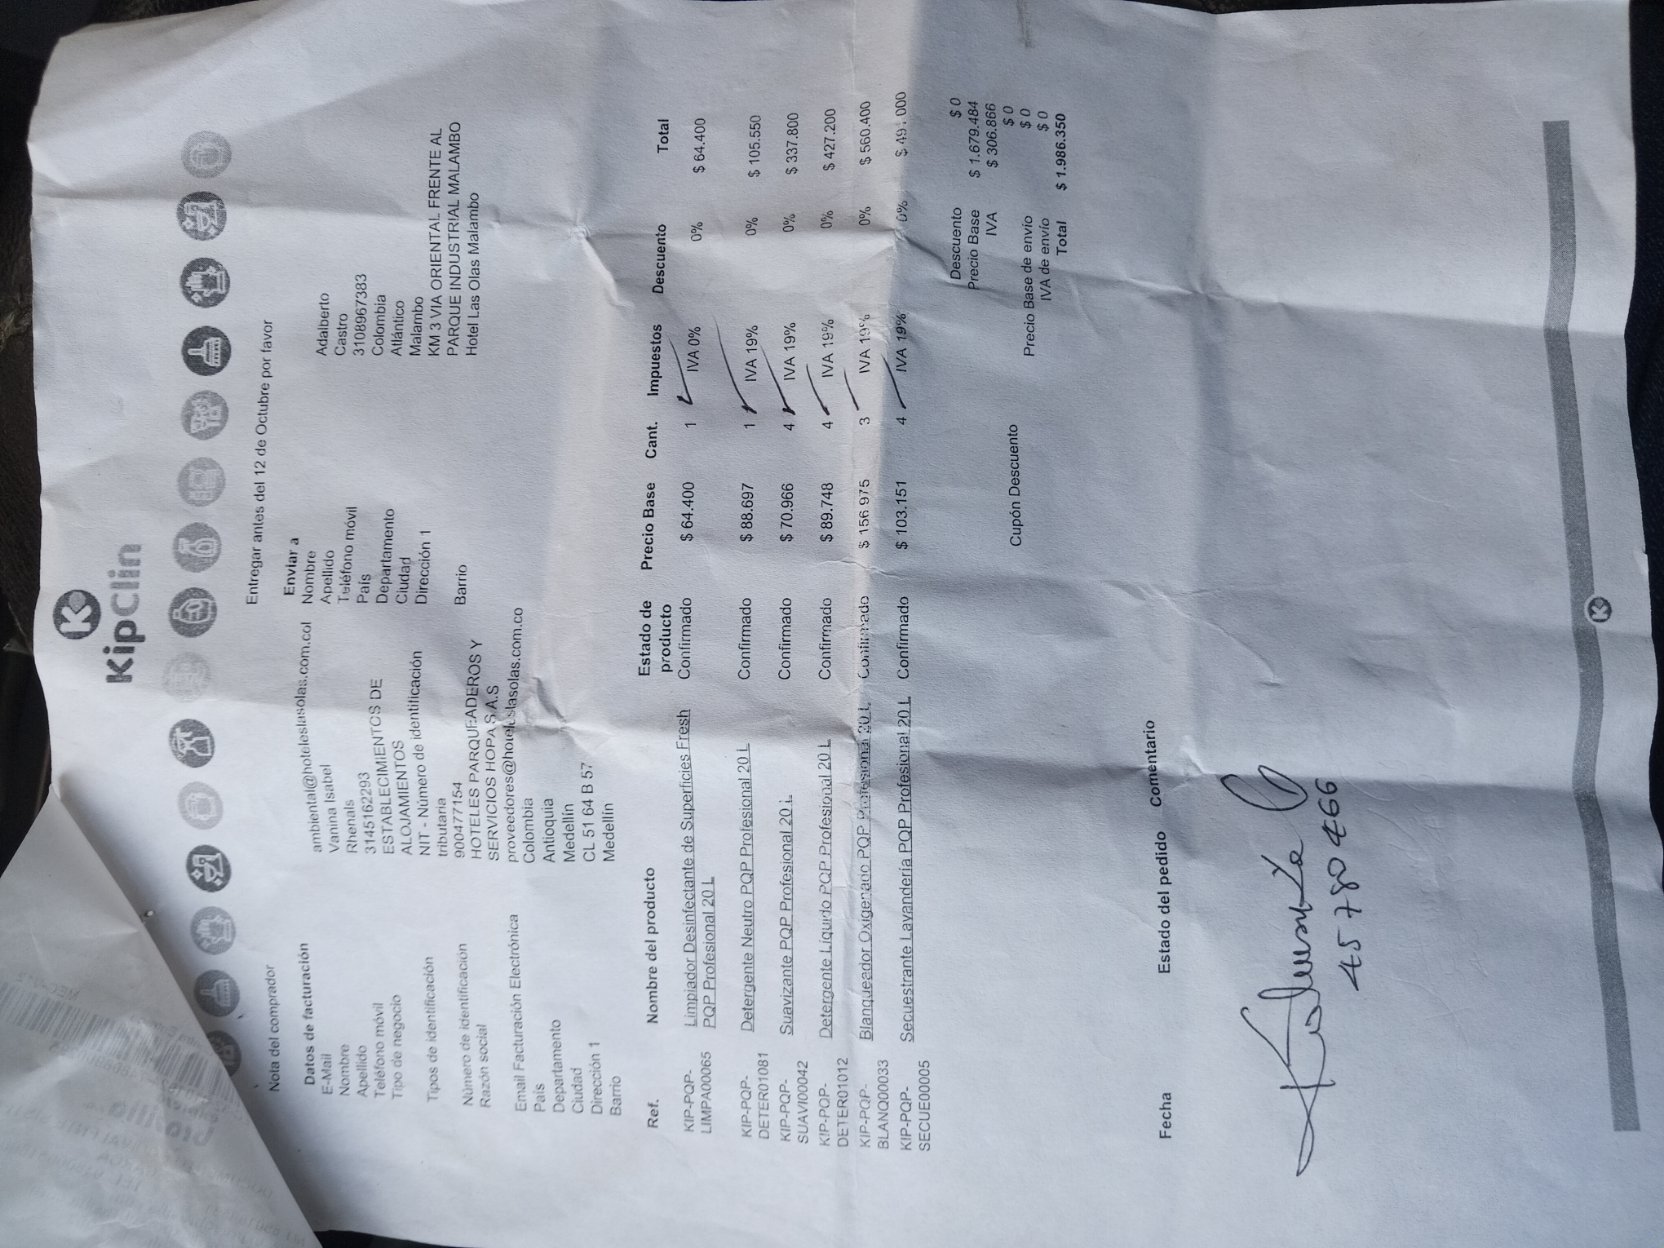 KipClin
Nota del comprador
Entregar antes del 12 de Octubre por favor
Datos de facturación
E-Mail ambiental@hoteleslasolas.com.col
Nombre Vanina Isabel
Apellido Rhenals
Teléfono móvil 3145162293
Tipo de negocio ESTABLECIMIENTOS DE
ALOJAMIENTOS
Tipos de identificación NIT - Número de identificación
tributaria
Número de identificación 900477154
Razón social HOTELES PARQUEADEROS Y
SERVICIOS HOPA S A.S
Email Facturación Electrónica proveedores@hoteleslasolas.com.co
País Colombia
Departamento Antioquia
Ciudad Medellín
Dirección 1 CL 51 64 B 57
Barrio Medellín
Enviar a
Nombre Adalberto
Apellido Castro
Teléfono móvil 3108967383
País Colombia
Departamento Atlántico
Ciudad Malambo
Dirección 1 KM 3 VIA ORIENTAL FRENTE AL
PARQUE INDUSTRIAL MALAMBO
Barrio Hotel Las Olas Malambo
Ref. Nombre del producto Estado de producto Precio Base Cant. Impuestos Descuento Total
KIP-PQP- Limpiador Desinfectante de Superficies Fresh Confirmado $ 64.400 1 IVA 0% 0% $ 64.400
LIMPA00065 PQP Profesional 20 L
KIP-PQP- Detergente Neutro PQP Profesional 20 L Confirmado $ 88.697 1 IVA 19% 0% $ 105.550
DETER01081
KIP-PQP- Suavizante PQP Profesional 20 L Confirmado $ 70.966 4 IVA 19% 0% $ 337.800
SUAVI00042
KIP-PQP- Detergente Líquido PQP Profesional 20 L Confirmado $ 89.748 4 IVA 19% 0% $ 427.200
DETER01012
KIP-PQP- Blanqueador Oxigenado PQP Profesional 20 L Confirmado $ 156.975 3 IVA 19% 0% $ 560.400
BLANQ00033
KIP-PQP- Secuestrante Lavandería PQP Profesional 20 L Confirmado $ 103.151 4 IVA 19% 0% $ 491.000
SECUE00005
Descuento $ 0
Precio Base $ 1.679.484
IVA $ 306.866
Cupón Descuento $ 0
Precio Base de envío $ 0
IVA de envío $ 0
Total $ 1.986.350
Fecha Estado del pedido Comentario
45780466